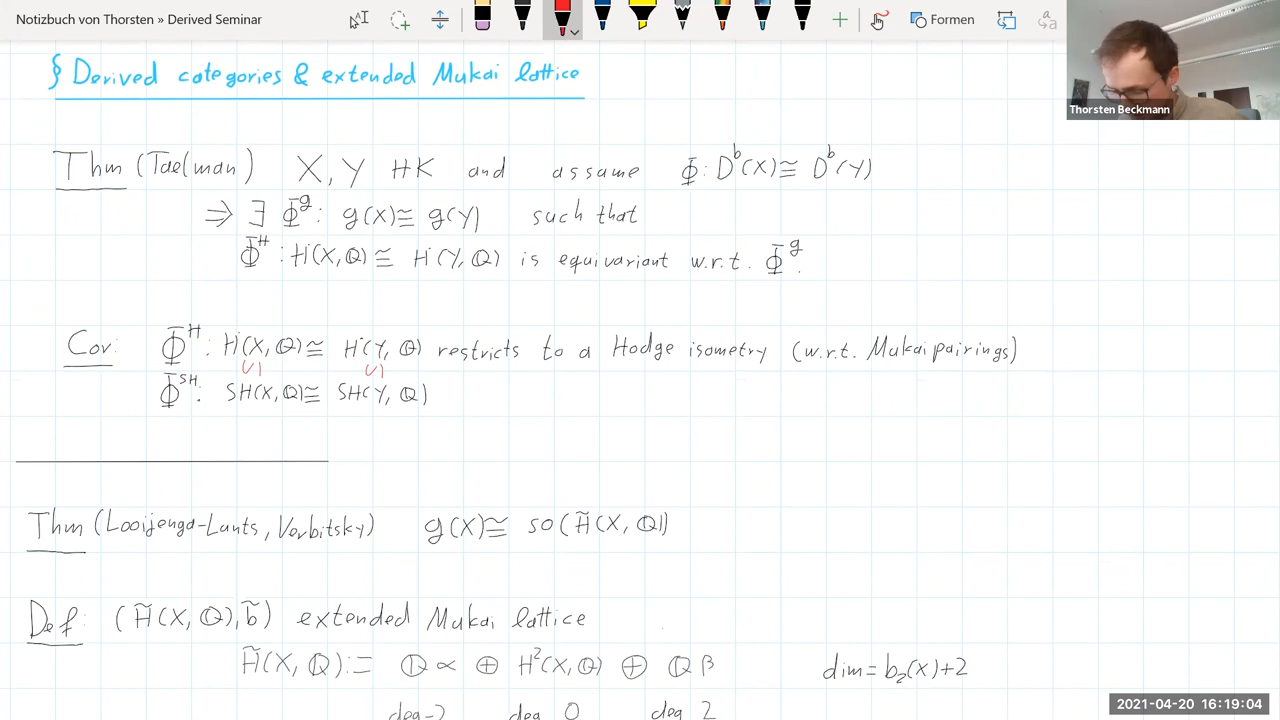 Notizbuch von Thorsten » Derived Seminar
Formen
Thorsten Beckmann
§ Derived categories & extended Mukai lattice
Thm (Taelman) X, Y HK and assume Φ: D^b(X) ≅ D^b(Y)
⇒ ∃ Φ^g: g(X) ≅ g(Y) such that
Φ^H: H(X, Q) ≅ H(Y, Q) is equivariant w.r.t. Φ^g.
Cor: Φ^H: H(X, Q) ≅ H(Y, Q) restricts to a Hodge isometry (w.r.t. Mukai pairings)
∪| ∪|
Φ^SH: SH(X, Q) ≅ SH(Y, Q)
Thm (Looijenga-Lunts, Verbitsky) g(X) ≅ so(H̃(X, Q))
Def: (H̃(X, Q), b̃) extended Mukai lattice
H̃(X, Q) := Qα ⊕ H²(X, Q) ⊕ Qβ dim = b₂(X)+2
deg -2 deg 0 deg 2
2021-04-20 16:19:04